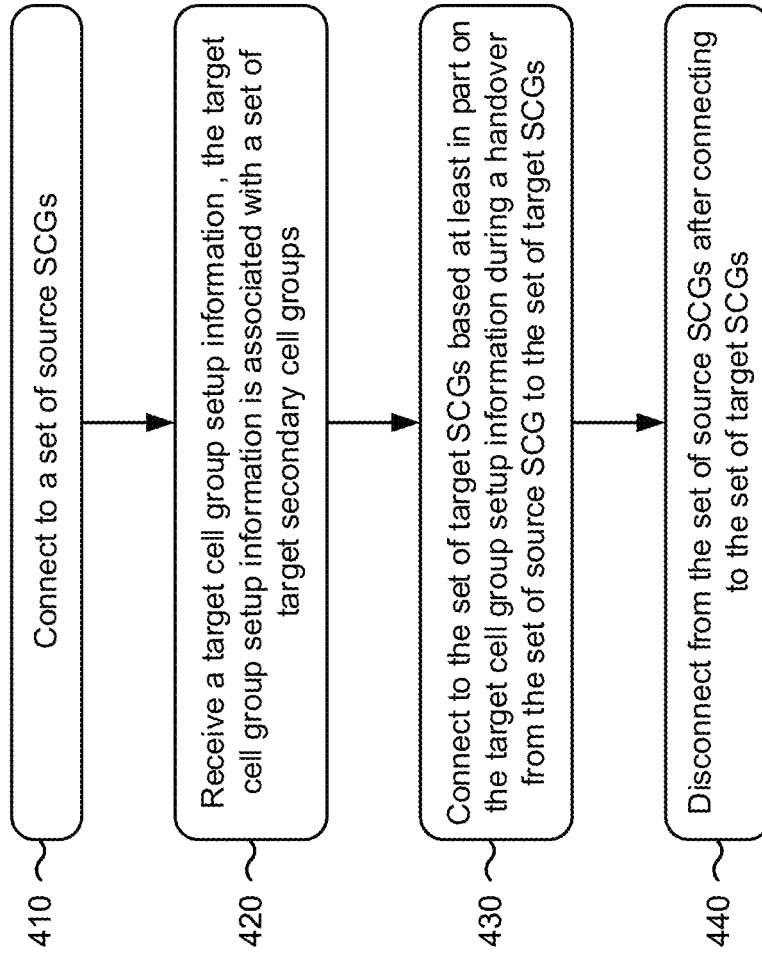 410
Connect to a set of source SCGs
420
Receive a target cell group setup information , the target
cell group setup information is associated with a set of
target secondary cell groups
430
Connect to the set of target SCGs based at least in part on
the target cell group setup information during a handover
from the set of source SCG to the set of target SCGs
440
Disconnect from the set of source SCGs after connecting
to the set of target SCGs